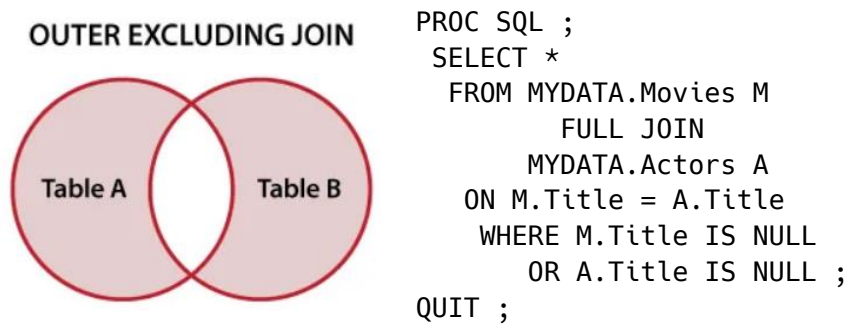 OUTER EXCLUDING JOIN
Table A
Table B
PROC SQL ;
SELECT *
FROM MYDATA.Movies M
FULL JOIN
MYDATA.Actors A
ON M.Title = A.Title
WHERE M.Title IS NULL
OR A.Title IS NULL ;
QUIT ;